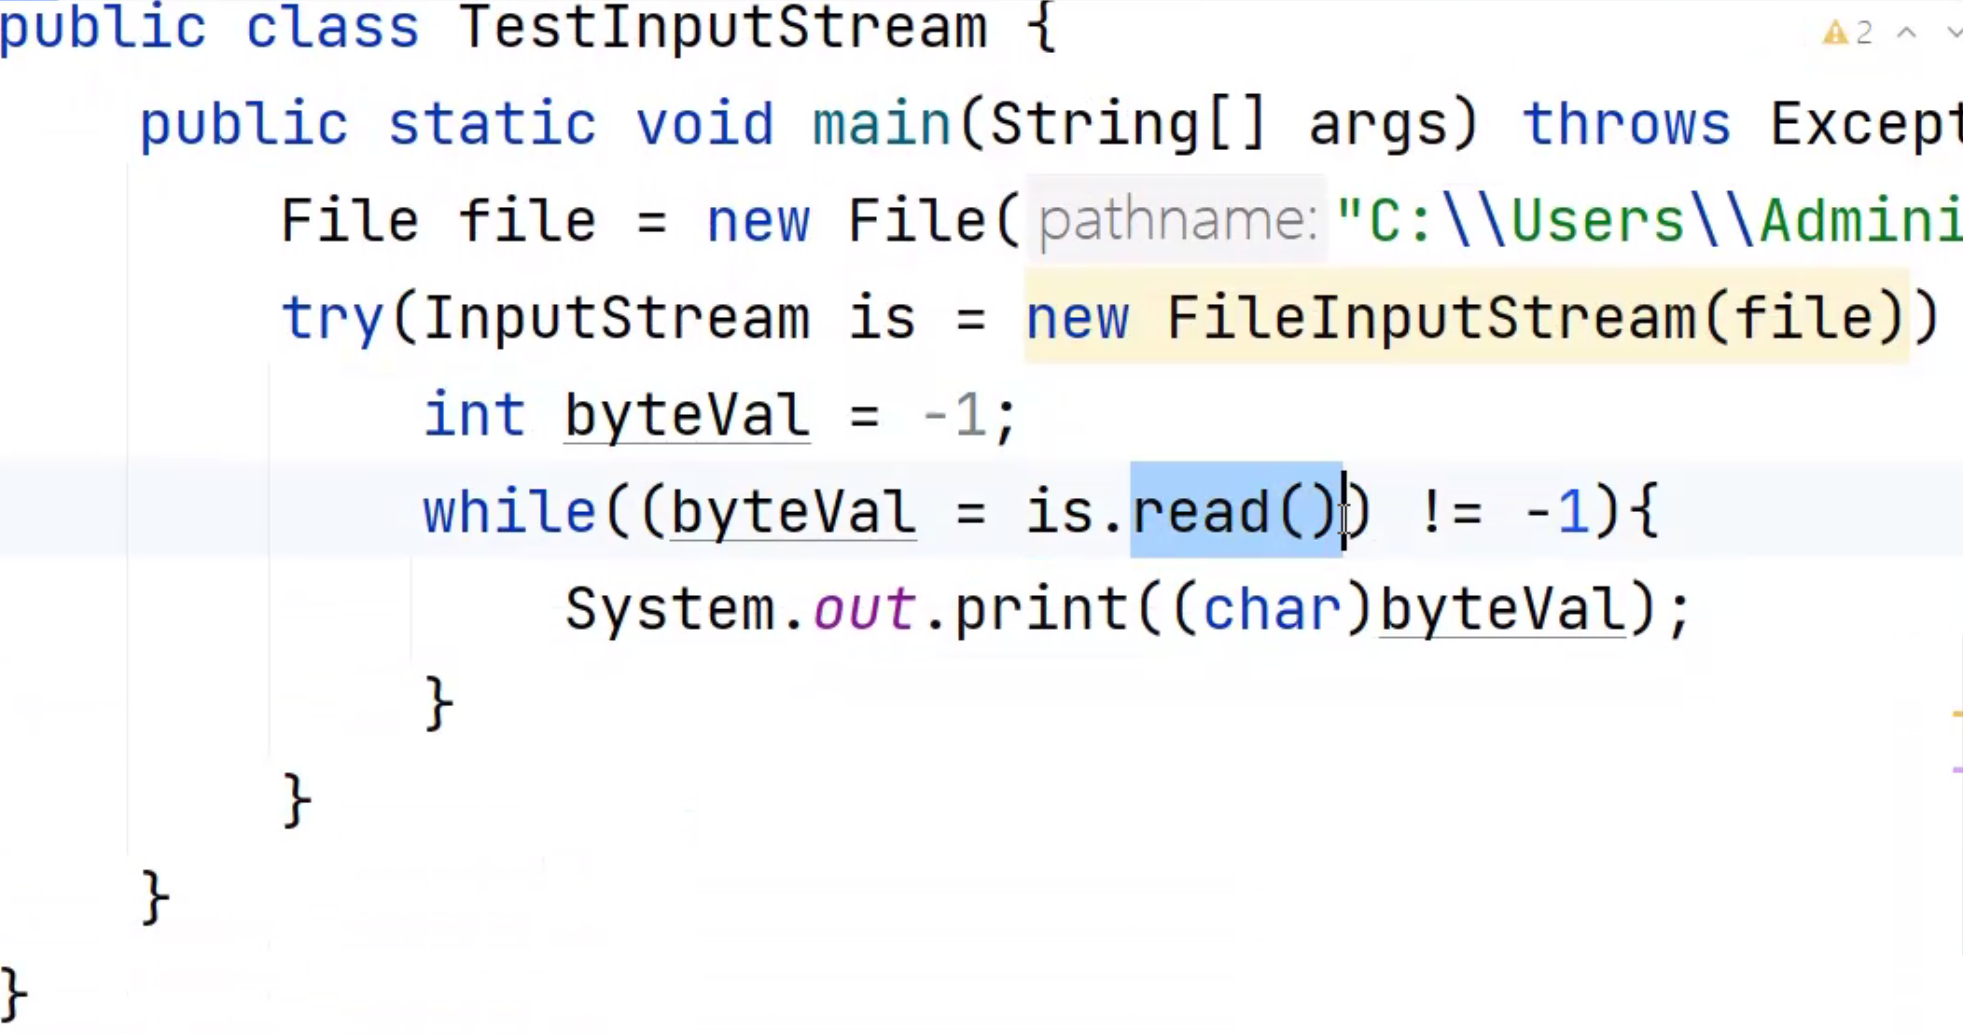 public class TestInputStream {
2
public static void main(String[] args) throws Except
File file = new File( pathname: "C:\\Users\\Admini
try(InputStream is = new FileInputStream(file))
int byteVal = -1;
while((byteVal = is.read()) != -1){
System.out.print((char)byteVal);
}
}
}
}